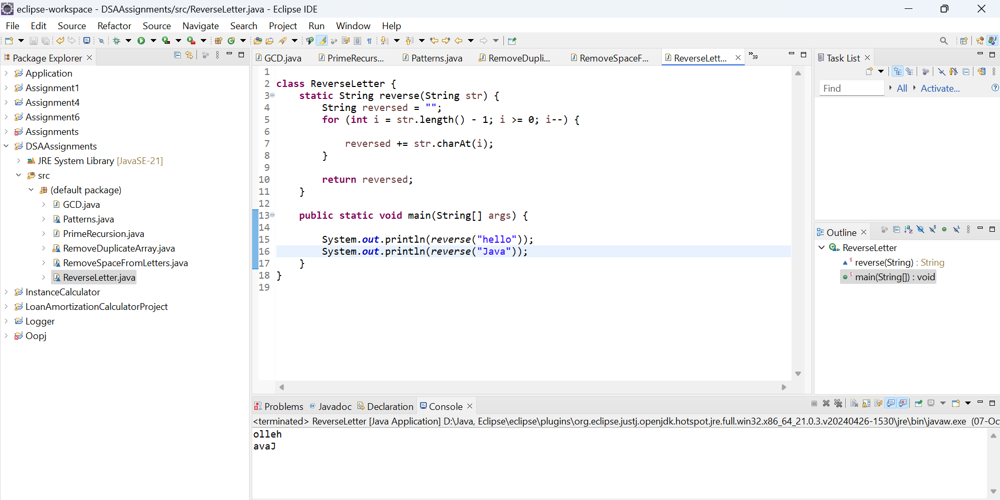 eclipse-workspace - DSAAssignments/src/ReverseLetter.java - Eclipse IDE
File Edit Source Refactor Source Navigate Search Project Run Window Help
Package Explorer
Application
Assignment1
Assignment4
Assignment6
Assignments
DSAAssignments
JRE System Library [JavaSE-21]
src
(default package)
GCD.java
Patterns.java
PrimeRecursion.java
RemoveDuplicateArray.java
RemoveSpaceFromLetters.java
ReverseLetter.java
InstanceCalculator
LoanAmortizationCalculatorProject
Logger
Oopj
GCD.java PrimeRecurs... Patterns.java RemoveDupli... RemoveSpaceF... ReverseLett... »39
1
2 class ReverseLetter {
3 static String reverse(String str) {
4 String reversed = "";
5 for (int i = str.length() - 1; i >= 0; i--) {
6
7 reversed += str.charAt(i);
8 }
9
10 return reversed;
11 }
12
13 public static void main(String[] args) {
14
15 System.out.println(reverse("hello"));
16 System.out.println(reverse("Java"));
17 }
18 }
19
Task List
Find All Activate...
Outline
ReverseLetter
reverse(String) : String
main(String[]) : void
Problems Javadoc Declaration Console
<terminated> ReverseLetter [Java Application] D:\Java, Eclipse\eclipse\plugins\org.eclipse.justj.openjdk.hotspot.jre.full.win32.x86_64_21.0.3.v20240426-1530\jre\bin\javaw.exe (07-Oc
olleh
avaJ